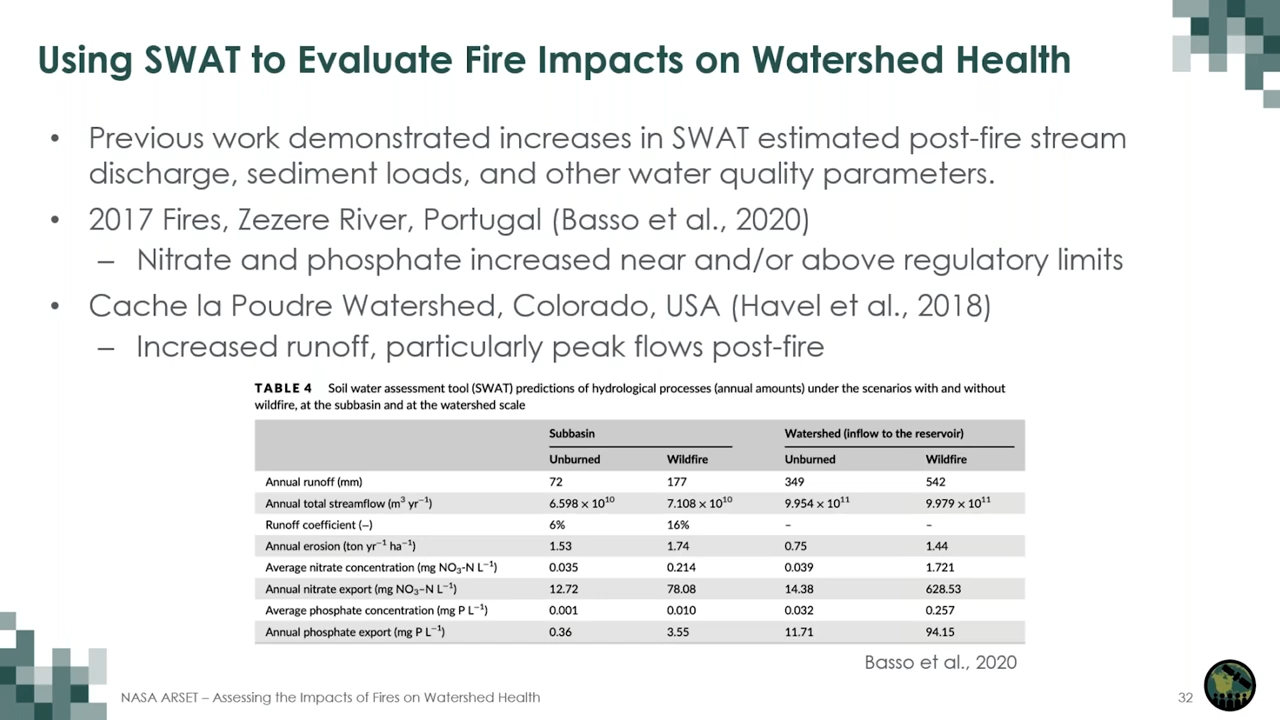 Using SWAT to Evaluate Fire Impacts on Watershed Health
• Previous work demonstrated increases in SWAT estimated post-fire stream
discharge, sediment loads, and other water quality parameters.
• 2017 Fires, Zezere River, Portugal (Basso et al., 2020)
– Nitrate and phosphate increased near and/or above regulatory limits
• Cache la Poudre Watershed, Colorado, USA (Havel et al., 2018)
– Increased runoff, particularly peak flows post-fire
TABLE 4 Soil water assessment tool (SWAT) predictions of hydrological processes (annual amounts) under the scenarios with and without
wildfire, at the subbasin and at the watershed scale
Subbasin Watershed (inflow to the reservoir)
Unburned Wildfire Unburned Wildfire
Annual runoff (mm) 72 177 349 542
Annual total streamflow (m³ yr⁻¹) 6.598 × 10¹⁰ 7.108 × 10¹⁰ 9.954 × 10¹¹ 9.979 × 10¹¹
Runoff coefficient (–) 6% 16% – –
Annual erosion (ton yr⁻¹ ha⁻¹) 1.53 1.74 0.75 1.44
Average nitrate concentration (mg NO₃-N L⁻¹) 0.035 0.214 0.039 1.721
Annual nitrate export (mg NO₃–N L⁻¹) 12.72 78.08 14.38 628.53
Average phosphate concentration (mg P L⁻¹) 0.001 0.010 0.032 0.257
Annual phosphate export (mg P L⁻¹) 0.36 3.55 11.71 94.15
Basso et al., 2020
NASA ARSET – Assessing the Impacts of Fires on Watershed Health 32